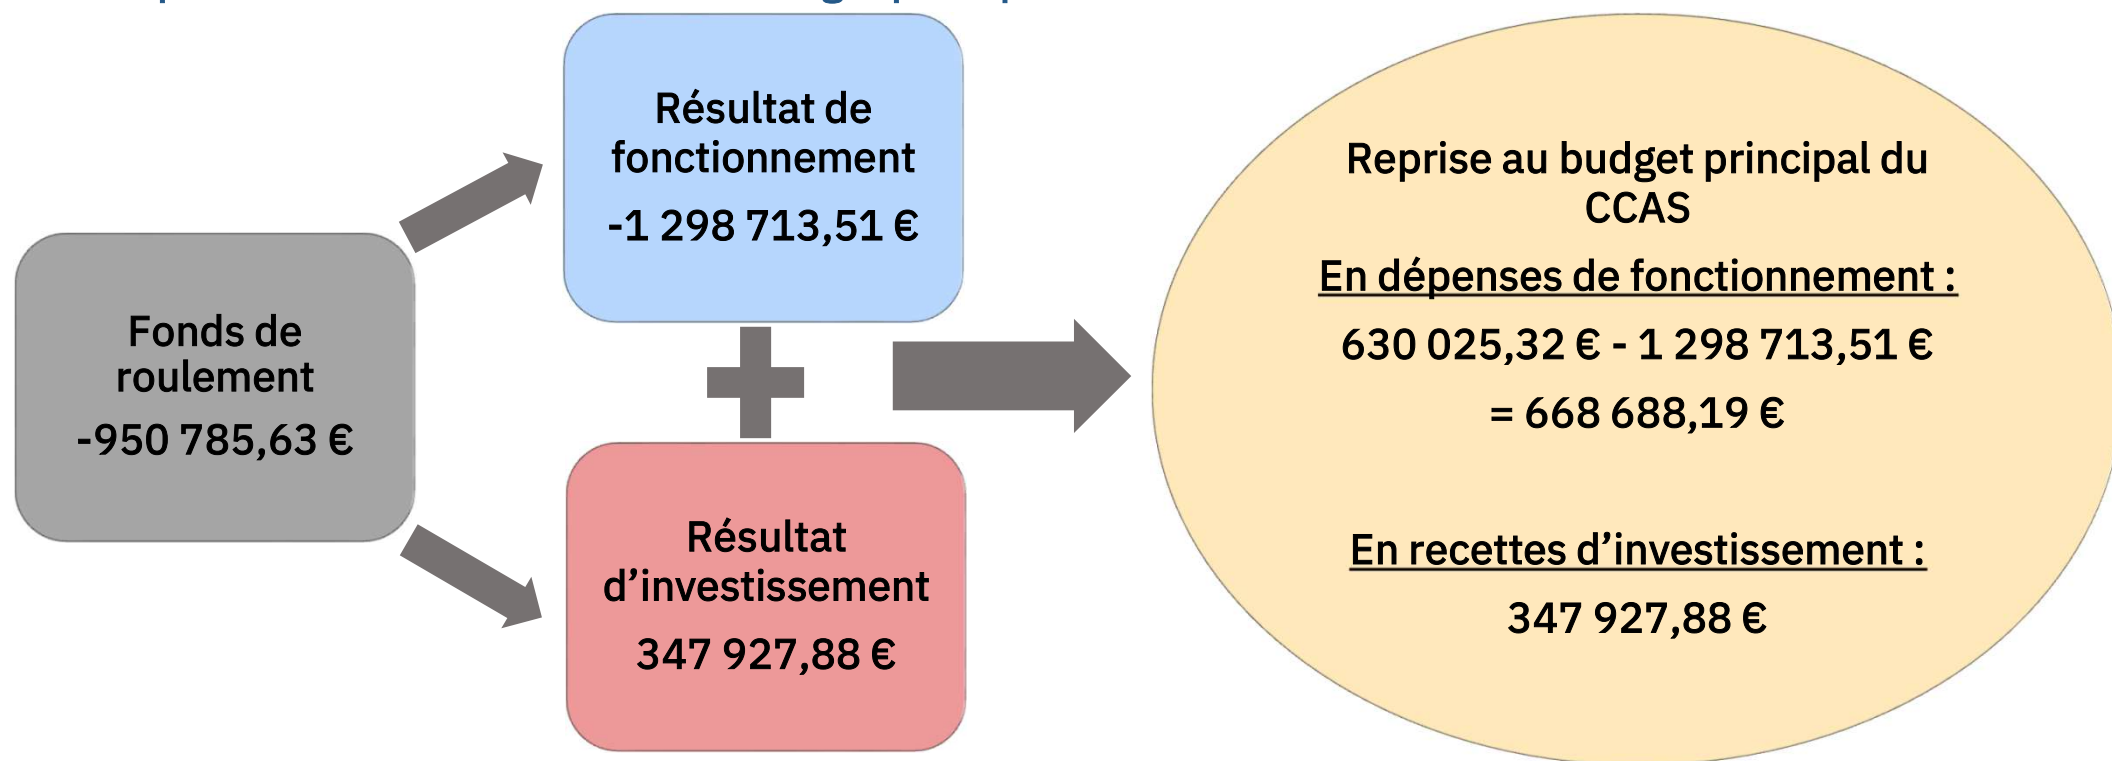 Fonds de
roulement
-950 785,63 €
Résultat de
fonctionnement
-1 298 713,51 €
Résultat
d’investissement
347 927,88 €
Reprise au budget principal du
CCAS
En dépenses de fonctionnement :
630 025,32 € - 1 298 713,51 €
= 668 688,19 €
En recettes d’investissement :
347 927,88 €